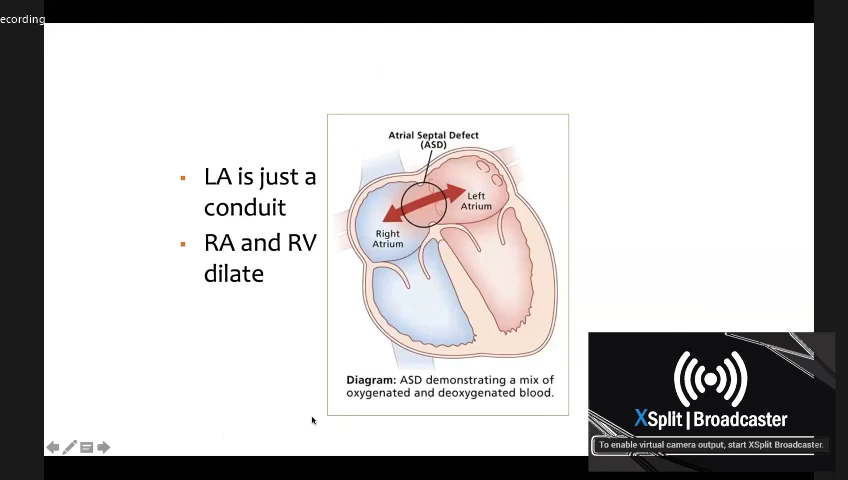 ecording
▪ LA is just a
conduit
▪ RA and RV
dilate
Atrial Septal Defect
(ASD)
Left
Atrium
Right
Atrium
Diagram: ASD demonstrating a mix of
oxygenated and deoxygenated blood.
XSplit | Broadcaster
To enable virtual camera output, start XSplit Broadcaster.